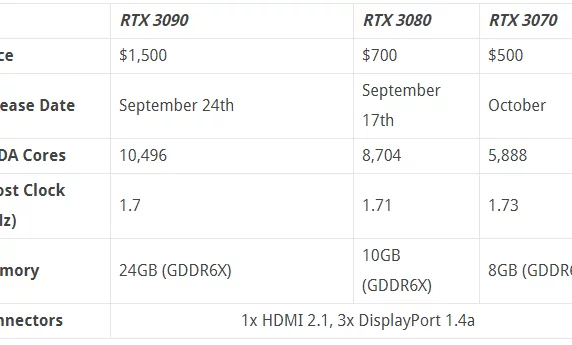 RTX 3090 RTX 3080 RTX 3070
ce $1,500 $700 $500
ease Date September 24th September 17th October
DA Cores 10,496 8,704 5,888
ost Clock
lz) 1.7 1.71 1.73
mory 24GB (GDDR6X) 10GB (GDDR6X) 8GB (GDDR6
nnectors 1x HDMI 2.1, 3x DisplayPort 1.4a